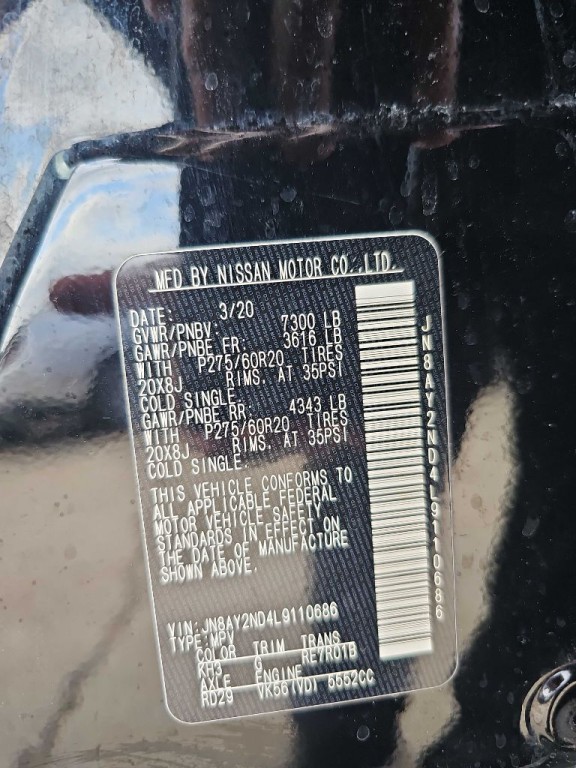 MFD BY NISSAN MOTOR CO.,LTD.
DATE: 3/20
GVWR/PNBV: 7300 LB
GAWR/PNBE FR: 3616 LB
WITH P275/60R20 TIRES
20X8J RIMS, AT 35PSI
COLD SINGLE.
GAWR/PNBE RR: 4343 LB
WITH P275/60R20 TIRES
20X8J RIMS, AT 35PSI
COLD SINGLE.
THIS VEHICLE CONFORMS TO
ALL APPLICABLE FEDERAL
MOTOR VEHICLE SAFETY
STANDARDS IN EFFECT ON
THE DATE OF MANUFACTURE
SHOWN ABOVE.
VIN: JN8AY2ND4L9110686
TYPE: MPV
COLOR TRIM TRANS
KH3 G RE7R01B
AXLE ENGINE
RD29 VK56(VD) 5552CC
JN8AY2ND4L9110686